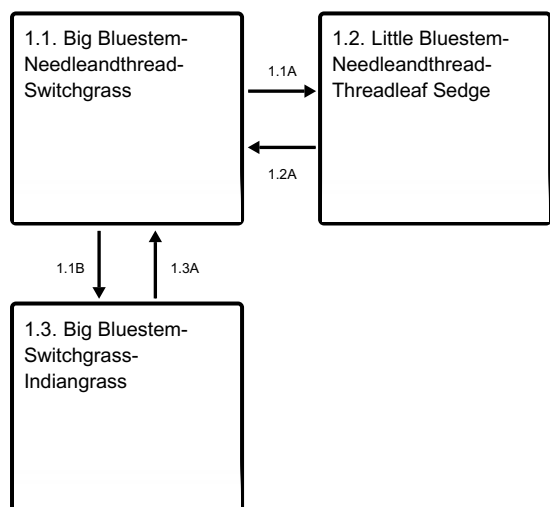 1.1. Big Bluestem-
Needleandthread-
Switchgrass
1.1A
1.2. Little Bluestem-
Needleandthread-
Threadleaf Sedge
1.2A
1.1B
1.3A
1.3. Big Bluestem-
Switchgrass-
Indiangrass